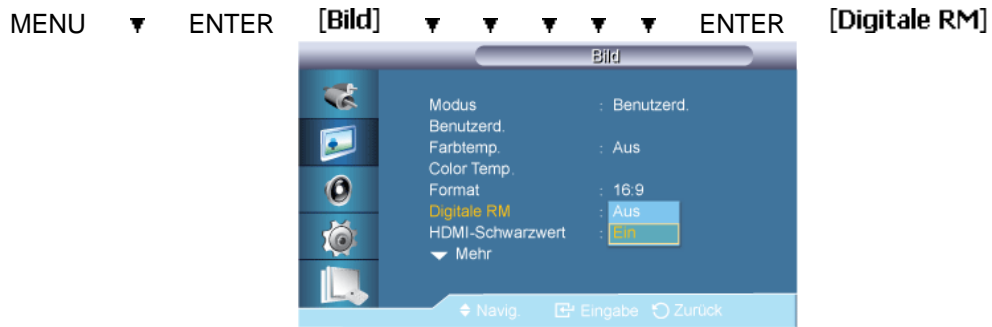 MENU ▼ ENTER [Bild] ▼ ▼ ▼ ▼ ▼ ENTER [Digitale RM]
Bild
Modus : Benutzerd.
Benutzerd.
Farbtemp. : Aus
Color Temp.
Format : 16:9
Digitale RM : Aus
HDMI-Schwarzwert : Ein
Mehr
Navig. Eingabe Zurück